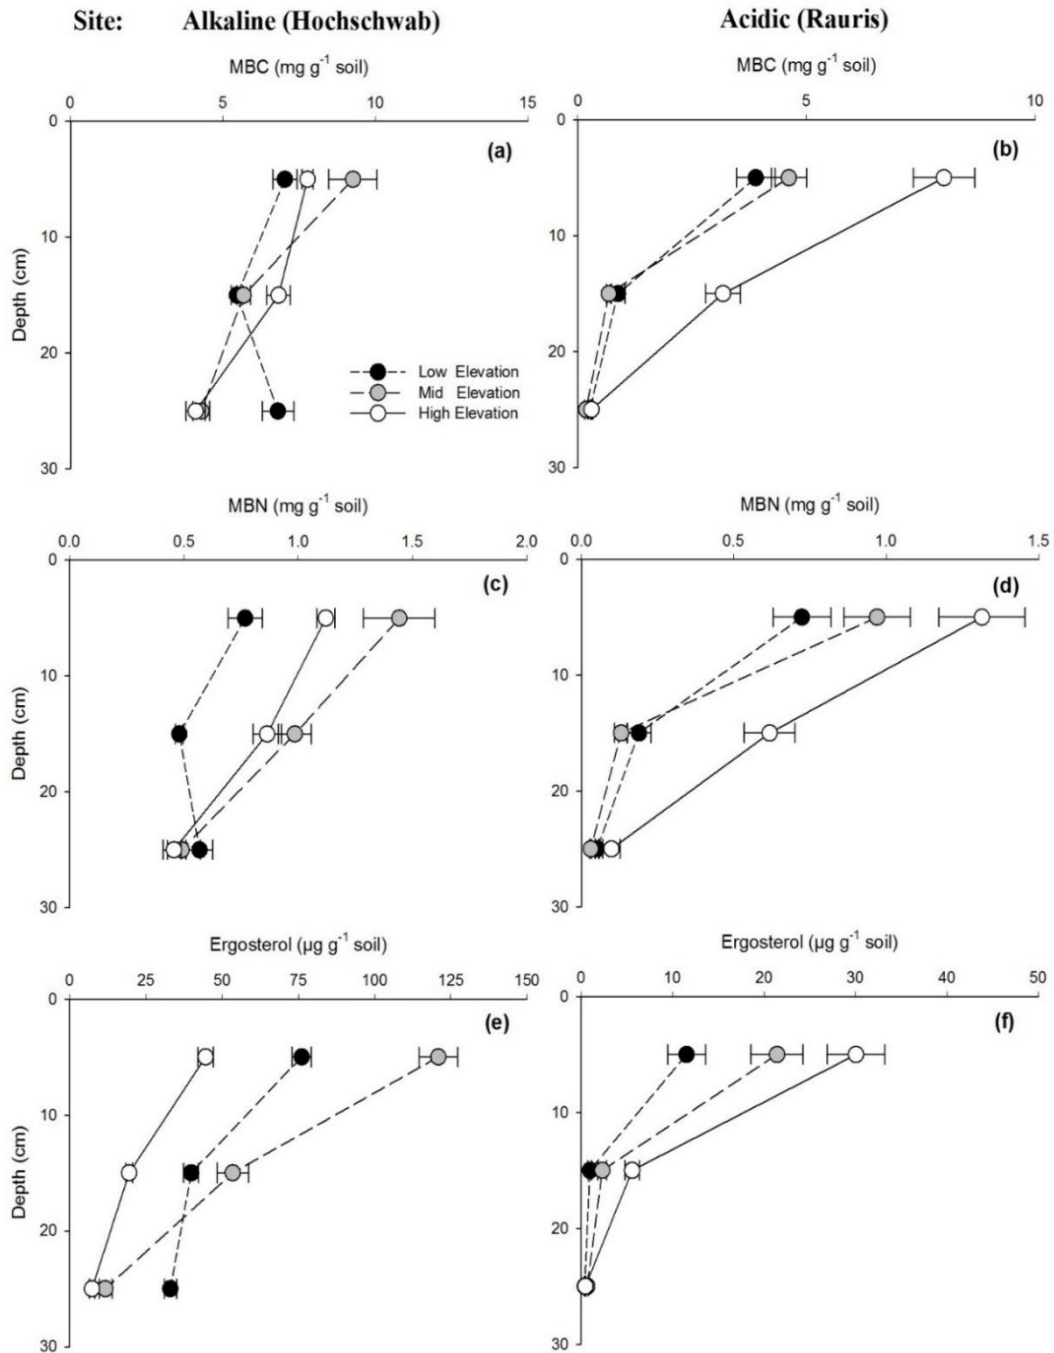 Site: Alkaline (Hochschwab) Acidic (Rauris)
MBC (mg g-1 soil) MBC (mg g-1 soil)
0 5 10 15 0 5 10
0 0
(a) (b)
10 10
Depth (cm)
20 20
Low Elevation
Mid Elevation
High Elevation
30 30
MBN (mg g-1 soil) MBN (mg g-1 soil)
0.0 0.5 1.0 1.5 2.0 0.0 0.5 1.0 1.5
0 0
(c) (d)
10 10
Depth (cm)
20 20
30 30
Ergosterol (µg g-1 soil) Ergosterol (µg g-1 soil)
0 25 50 75 100 125 150 0 10 20 30 40 50
0 0
(e) (f)
10 10
Depth (cm)
20 20
30 30